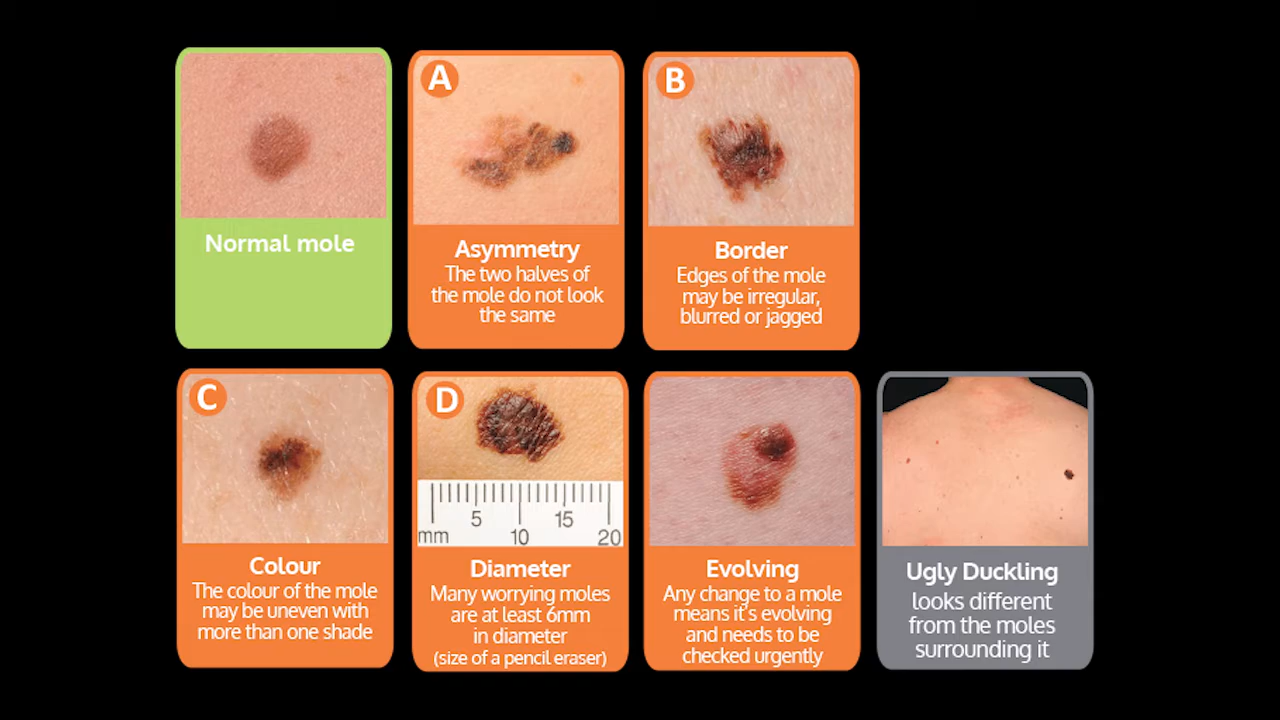 Normal mole
A
Asymmetry
The two halves of
the mole do not look
the same
B
Border
Edges of the mole
may be irregular,
blurred or jagged
C
Colour
The colour of the mole
may be uneven with
more than one shade
D
mm 5 10 15 20
Diameter
Many worrying moles
are at least 6mm
in diameter
(size of a pencil eraser)
Evolving
Any change to a mole
means it's evolving
and needs to be
checked urgently
Ugly Duckling
looks different
from the moles
surrounding it